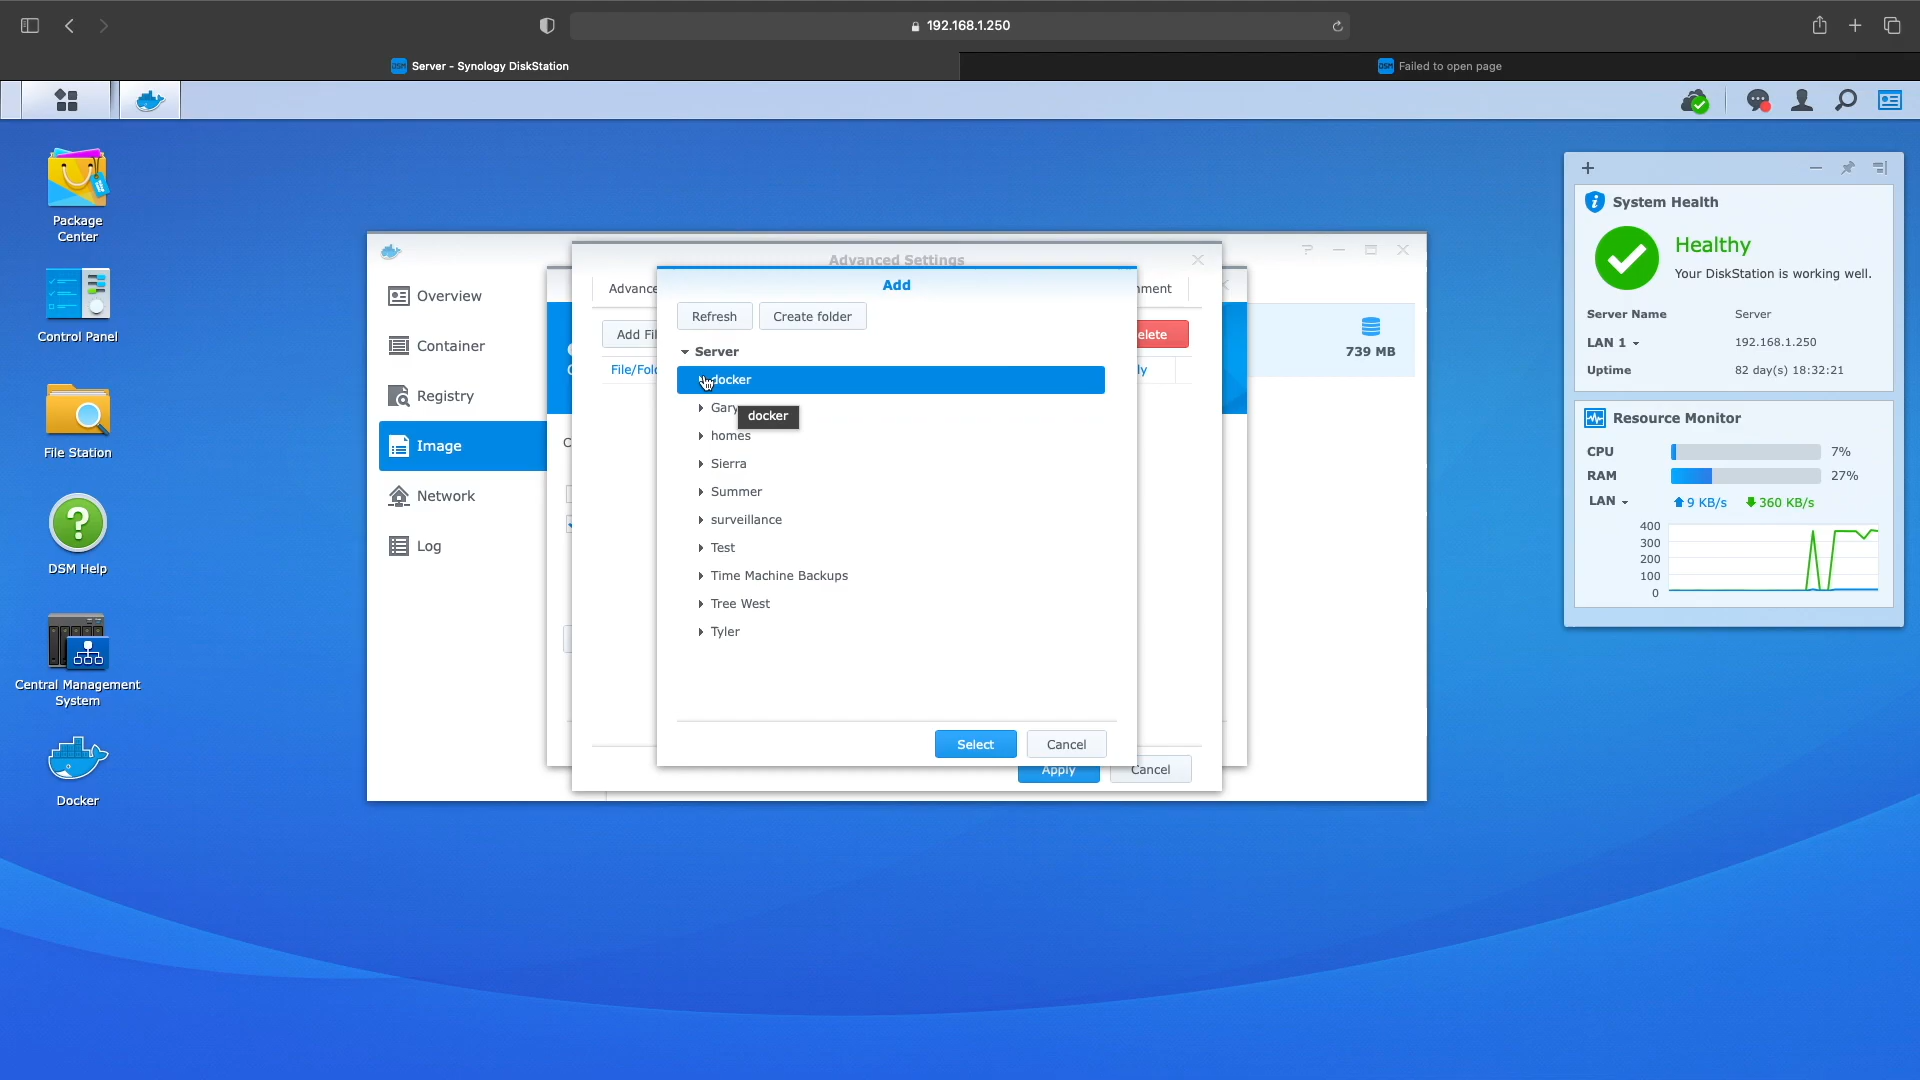 192.168.1.250
DSM Server - Synology DiskStation
DSM Failed to open page
Package
Center
Control Panel
File Station
DSM Help
Central Management
System
Docker
Overview
Container
Registry
Image
Network
Log
Advanced Settings
Advance
nment
Add Fil
elete
File/Fold
ly
739 MB
Apply
Cancel
Add
Refresh
Create folder
Server
docker
Gary
docker
homes
Sierra
Summer
surveillance
Test
Time Machine Backups
Tree West
Tyler
Select
Cancel
System Health
Healthy
Your DiskStation is working well.
Server Name Server
LAN 1 192.168.1.250
Uptime 82 day(s) 18:32:21
Resource Monitor
CPU 7%
RAM 27%
LAN 9 KB/s 360 KB/s
400
300
200
100
0